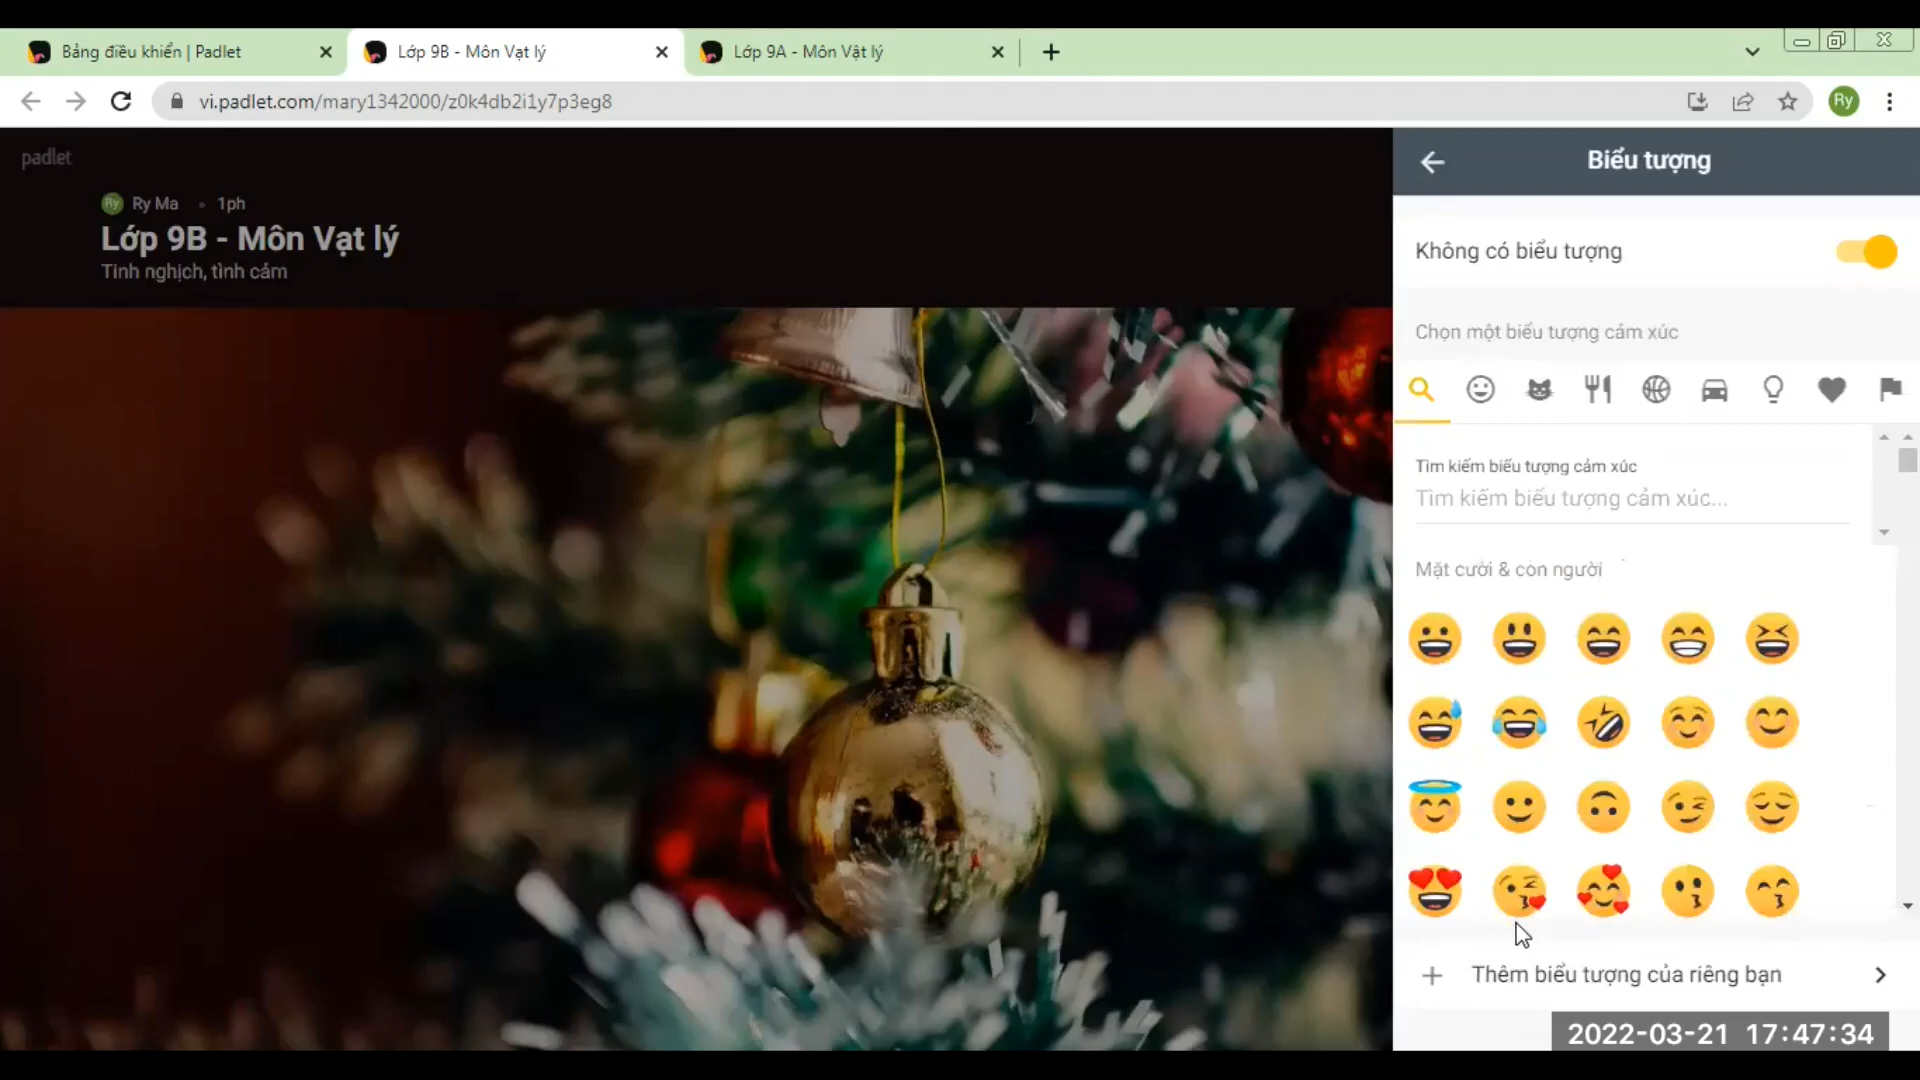 Bảng điều khiển | Padlet
Lớp 9B - Môn Vạt lý
Lớp 9A - Môn Vật lý
vi.padlet.com/mary1342000/z0k4db2i1y7p3eg8
Ry
padlet
Ry Ry Ma • 1ph
Lớp 9B - Môn Vạt lý
Tinh nghịch, tình cảm
Biểu tượng
Không có biểu tượng
Chọn một biểu tượng cảm xúc
Tìm kiếm biểu tượng cảm xúc
Tìm kiếm biểu tượng cảm xúc...
Mặt cười & con người
Thêm biểu tượng của riêng bạn
2022-03-21 17:47:34